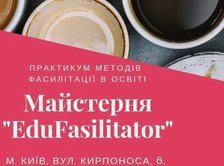 ПРАКТИКУМ МЕТОДІВ
ФАСИЛІТАЦІЇ В ОСВІТІ
Майстерня
"EduFasilitator"
М. КИЇВ, ВУЛ. КИРПОНОСА, 6,